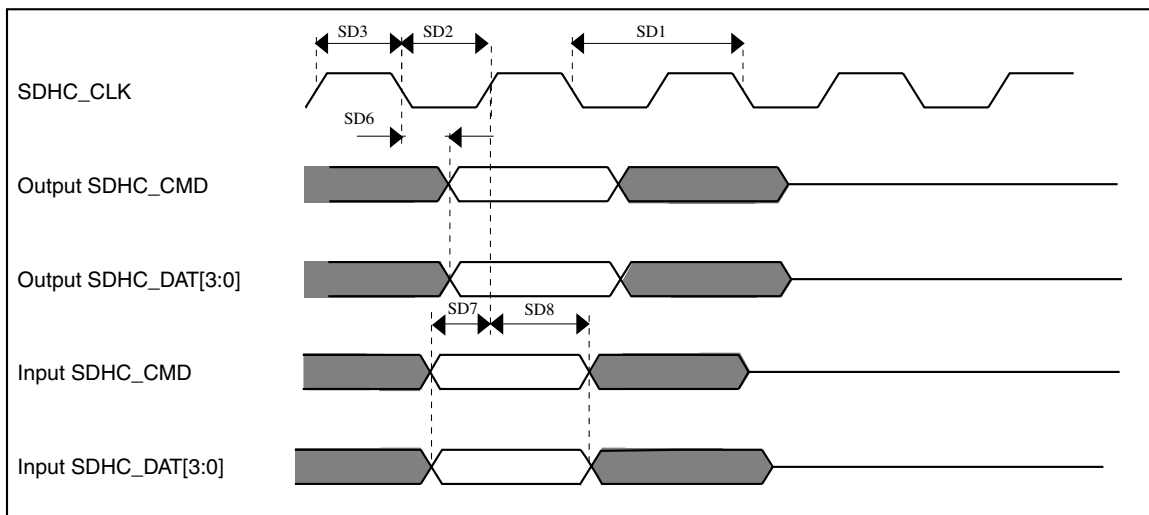 SD3
SD2
SD1
SDHC_CLK
SD6
Output SDHC_CMD
Output SDHC_DAT[3:0]
SD7
SD8
Input SDHC_CMD
Input SDHC_DAT[3:0]